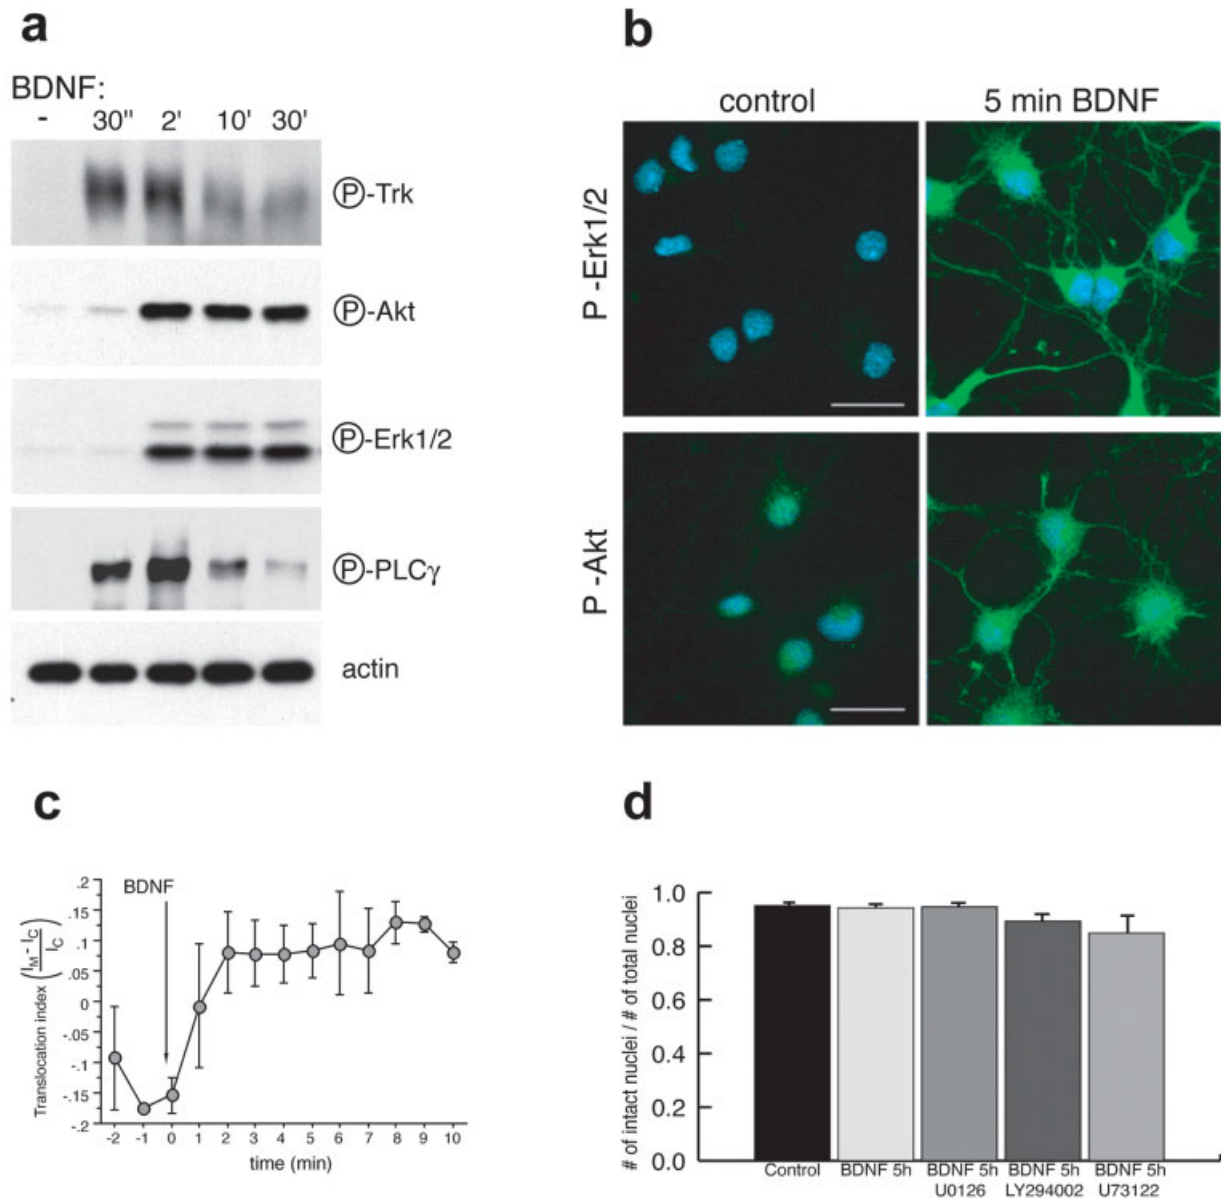 a
BDNF:
- 30" 2' 10' 30'
Ⓟ-Trk
Ⓟ-Akt
Ⓟ-Erk1/2
Ⓟ-PLCγ
actin
b
control 5 min BDNF
P -Erk1/2
P -Akt
c
BDNF
Translocation index (I_M - I_C / I_C)
.2
.15
.1
.05
0
-.05
-.1
-.15
-.2
-2 -1 0 1 2 3 4 5 6 7 8 9 10
time (min)
d
# of intact nuclei / # of total nuclei
1.0
0.8
0.6
0.4
0.2
0.0
Control BDNF 5h BDNF 5h BDNF 5h BDNF 5h
U0126 LY294002 U73122